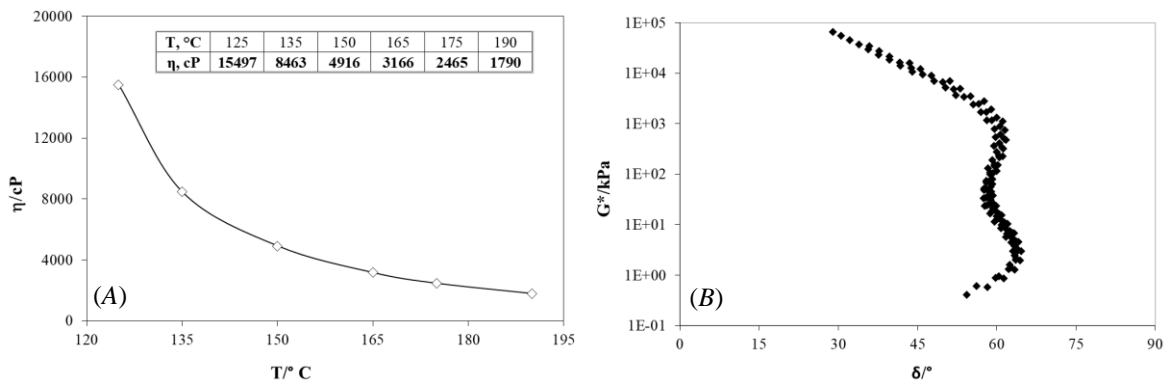 20000
16000
12000
8000
4000
0
η/cP
T, °C 125 135 150 165 175 190
η, cP 15497 8463 4916 3166 2465 1790
(A)
120 135 150 165 180 195
T/° C
1E+05
1E+04
1E+03
1E+02
1E+01
1E+00
1E-01
G*/kPa
(B)
0 15 30 45 60 75 90
δ/°